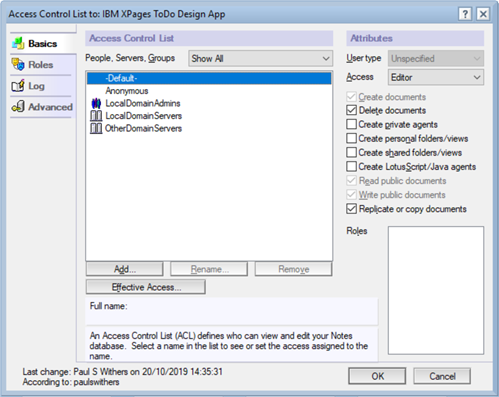 Access Control List to: IBM XPages ToDo Design App
Basics
Roles
Log
Advanced
Access Control List
People, Servers, Groups Show All
-Default-
Anonymous
LocalDomainAdmins
LocalDomainServers
OtherDomainServers
Add... Rename... Remove
Effective Access...
Full name:
An Access Control List (ACL) defines who can view and edit your Notes
database. Select a name in the list to see or set the access assigned to the
name.
Attributes
User type Unspecified
Access Editor
Create documents
Delete documents
Create private agents
Create personal folders/views
Create shared folders/views
Create LotusScript/Java agents
Read public documents
Write public documents
Replicate or copy documents
Roles
Last change: Paul S Withers on 20/10/2019 14:35:31
According to: paulswithers
OK Cancel